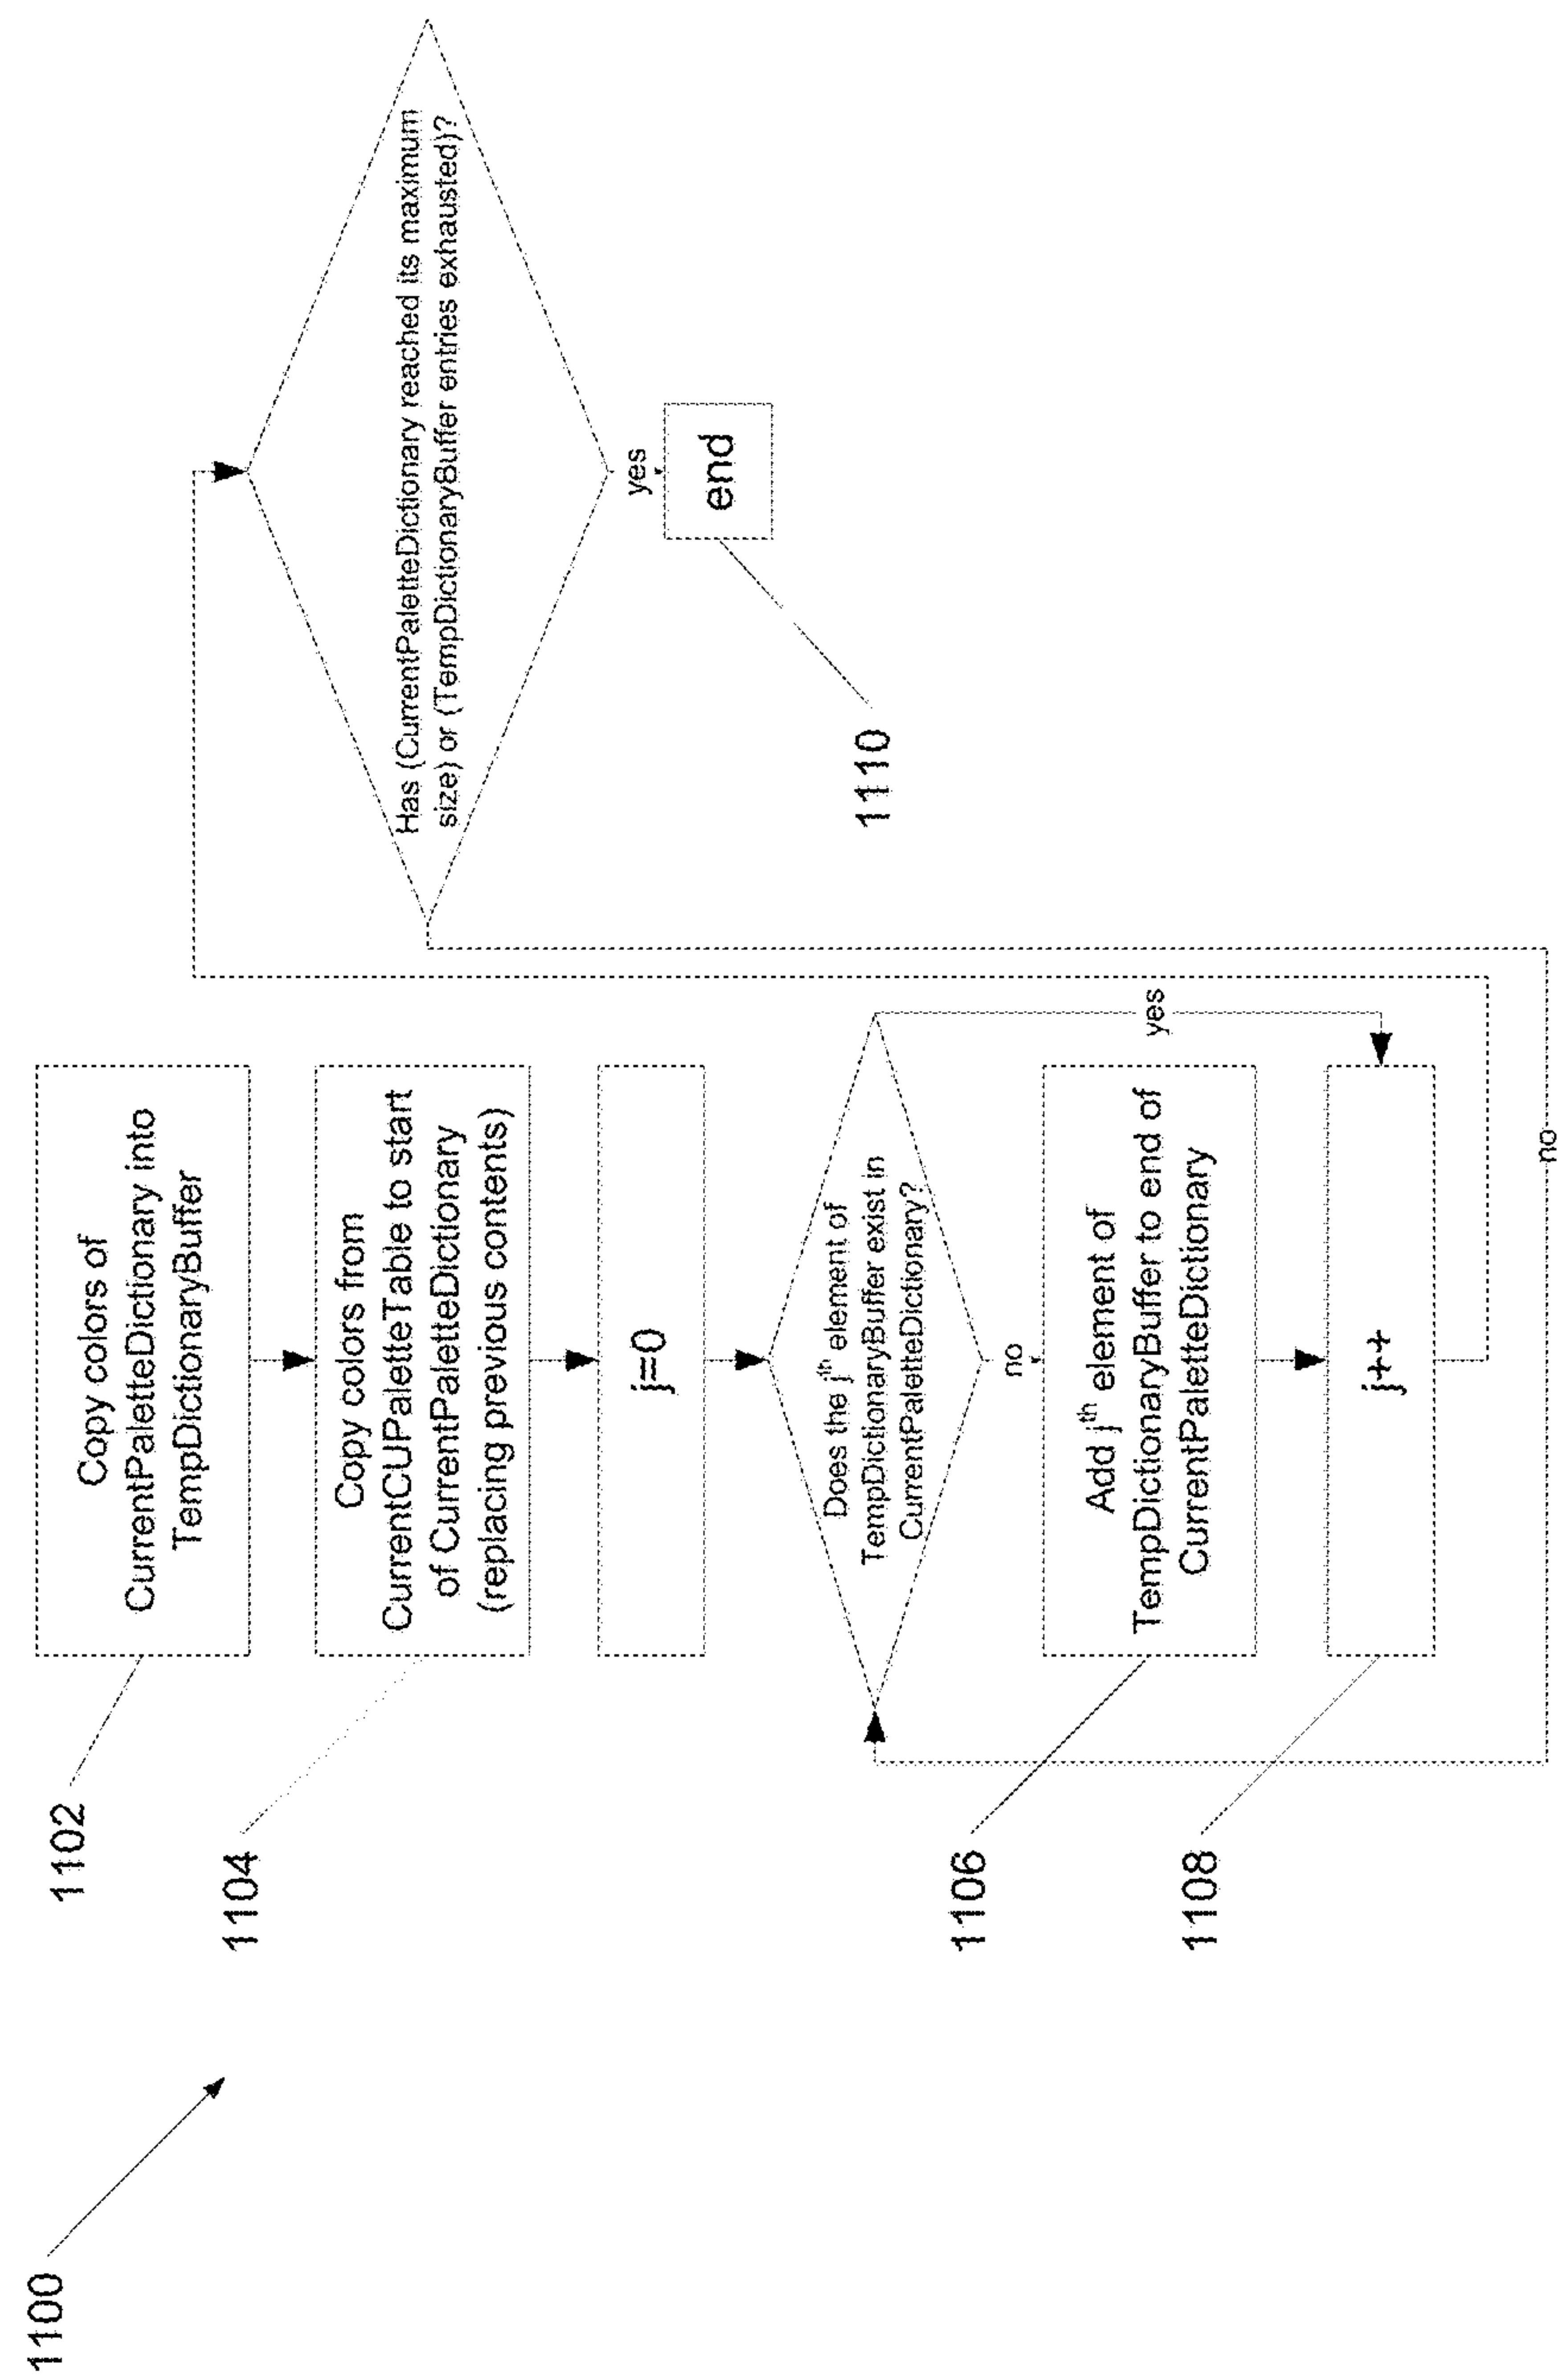 1100
1102
Copy colors of
CurrentPaletteDictionary into
TempDictionaryBuffer
1104
Copy colors from
CurrentCUPaletteTable to start
of CurrentPaletteDictionary
(replacing previous contents)
j=0
Does the jth element of
TempDictionaryBuffer exist in
CurrentPaletteDictionary?
no
yes
1106
Add jth element of
TempDictionaryBuffer to end of
CurrentPaletteDictionary
1108
j++
no
Has (CurrentPaletteDictionary reached its maximum
size) or (TempDictionaryBuffer entries exhausted)?
yes
end
1110